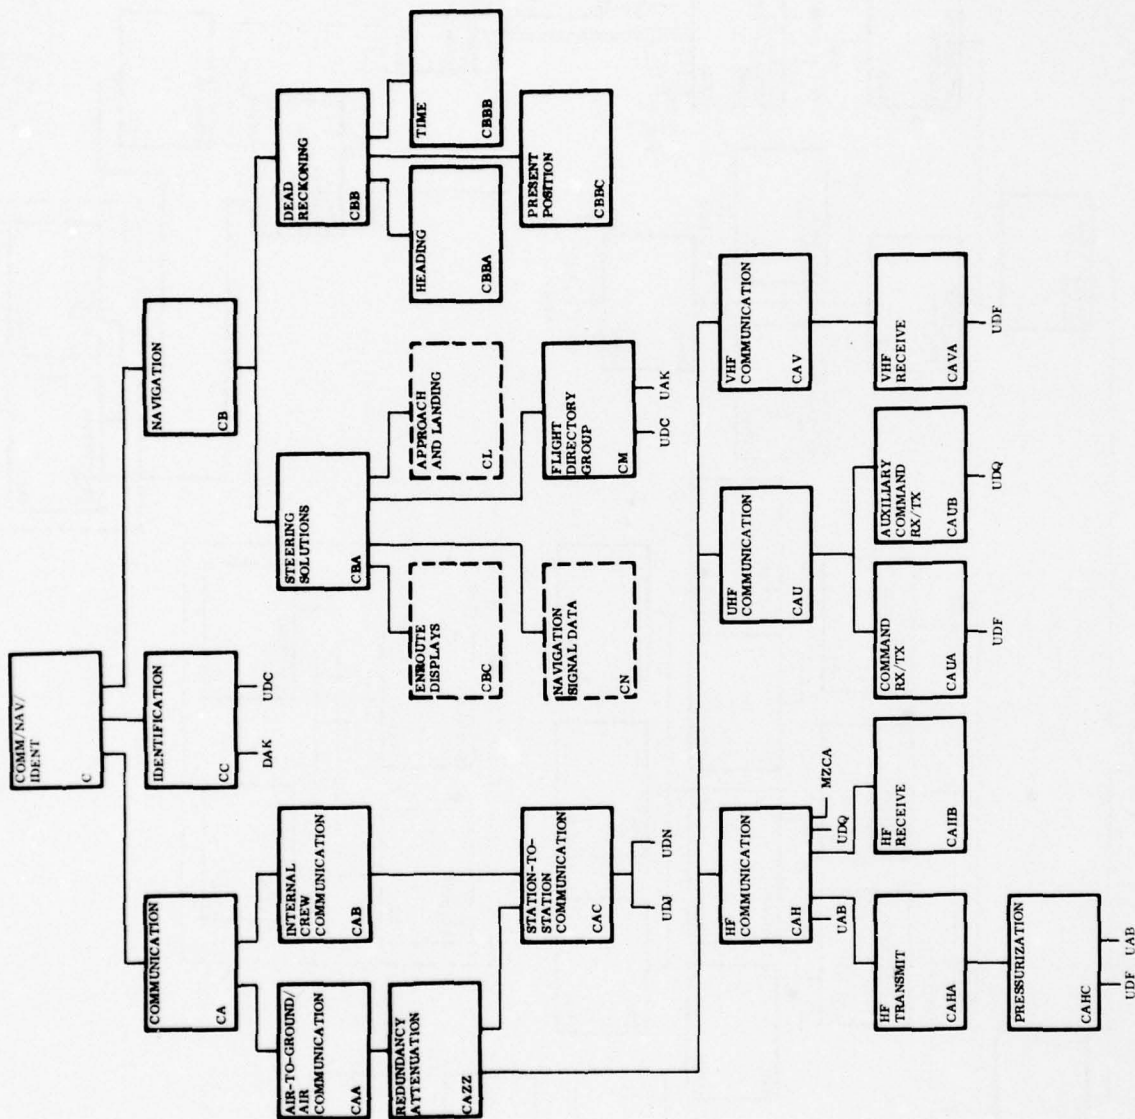 COMM/NAV/
IDENT
C
COMMUNICATION
CA
IDENTIFICATION
CC
DAK
UDC
NAVIGATION
CB
AIR-TO-GROUND/
AIR
COMMUNICATION
CAA
INTERNAL
CREW
COMMUNICATION
CAB
STEERING
SOLUTIONS
CBA
DEAD
RECKONING
CBB
REDUNDANCY
ATTENUATION
CAZZ
ENROUTE
DISPLAYS
CBC
APPROACH
AND LANDING
CL
HEADING
CBBA
TIME
CBBB
STATION-TO-
STATION
COMMUNICATION
CAC
UDJ
UDN
NAVIGATION
SIGNAL DATA
CN
FLIGHT
DIRECTORY
GROUP
CM
UDC
UAK
PRESENT
POSITION
CBBC
HF
COMMUNICATION
CAH
UAB
UDQ
MZCA
UHF
COMMUNICATION
CAU
VHF
COMMUNICATION
CAV
HF
TRANSMIT
CAHA
HF
RECEIVE
CAHB
COMMAND
RX/TX
CAUA
UDF
AUXILIARY
COMMAND
RX/TX
CAUB
UDQ
VHF
RECEIVE
CAVA
UDF
PRESSURIZATION
CAHC
UDF
UAB